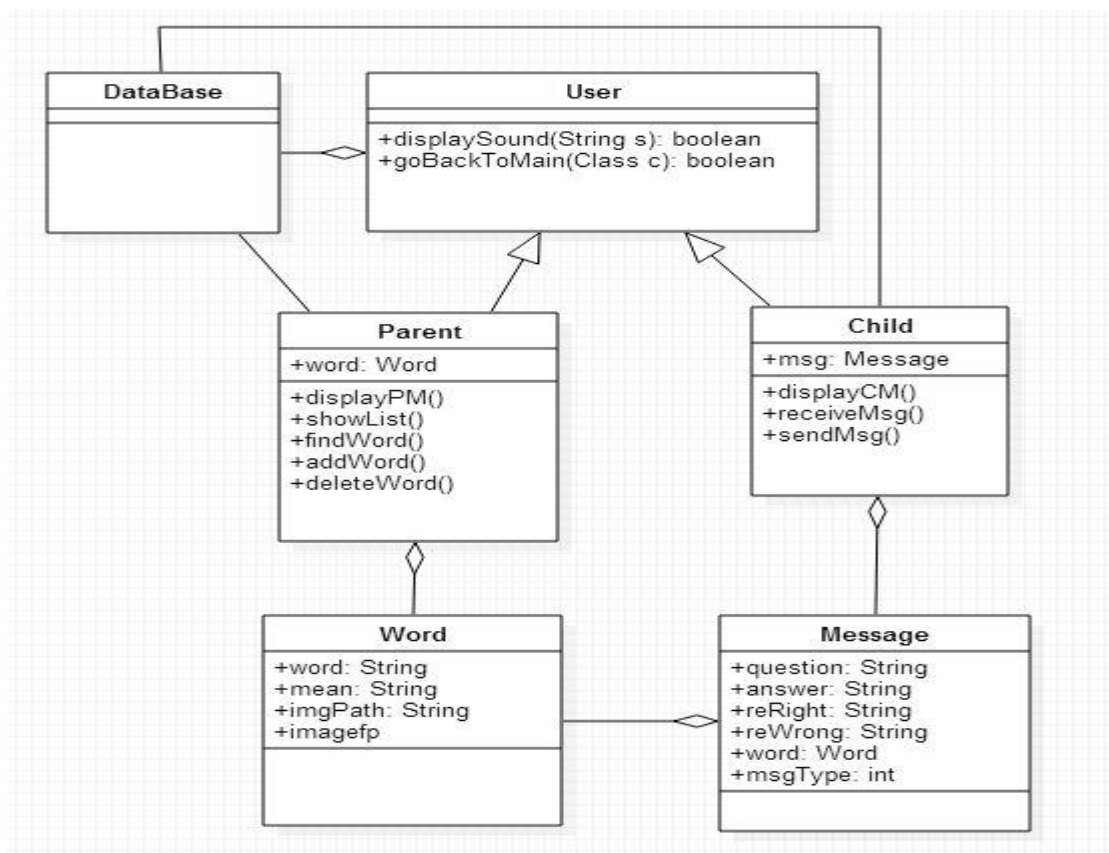 DataBase
User
+displaySound(String s): boolean
+goBackToMain(Class c): boolean
Parent
+word: Word
+displayPM()
+showList()
+findWord()
+addWord()
+deleteWord()
Child
+msg: Message
+displayCM()
+receiveMsg()
+sendMsg()
Word
+word: String
+mean: String
+imgPath: String
+imagefp
Message
+question: String
+answer: String
+reRight: String
+reWrong: String
+word: Word
+msgType: int